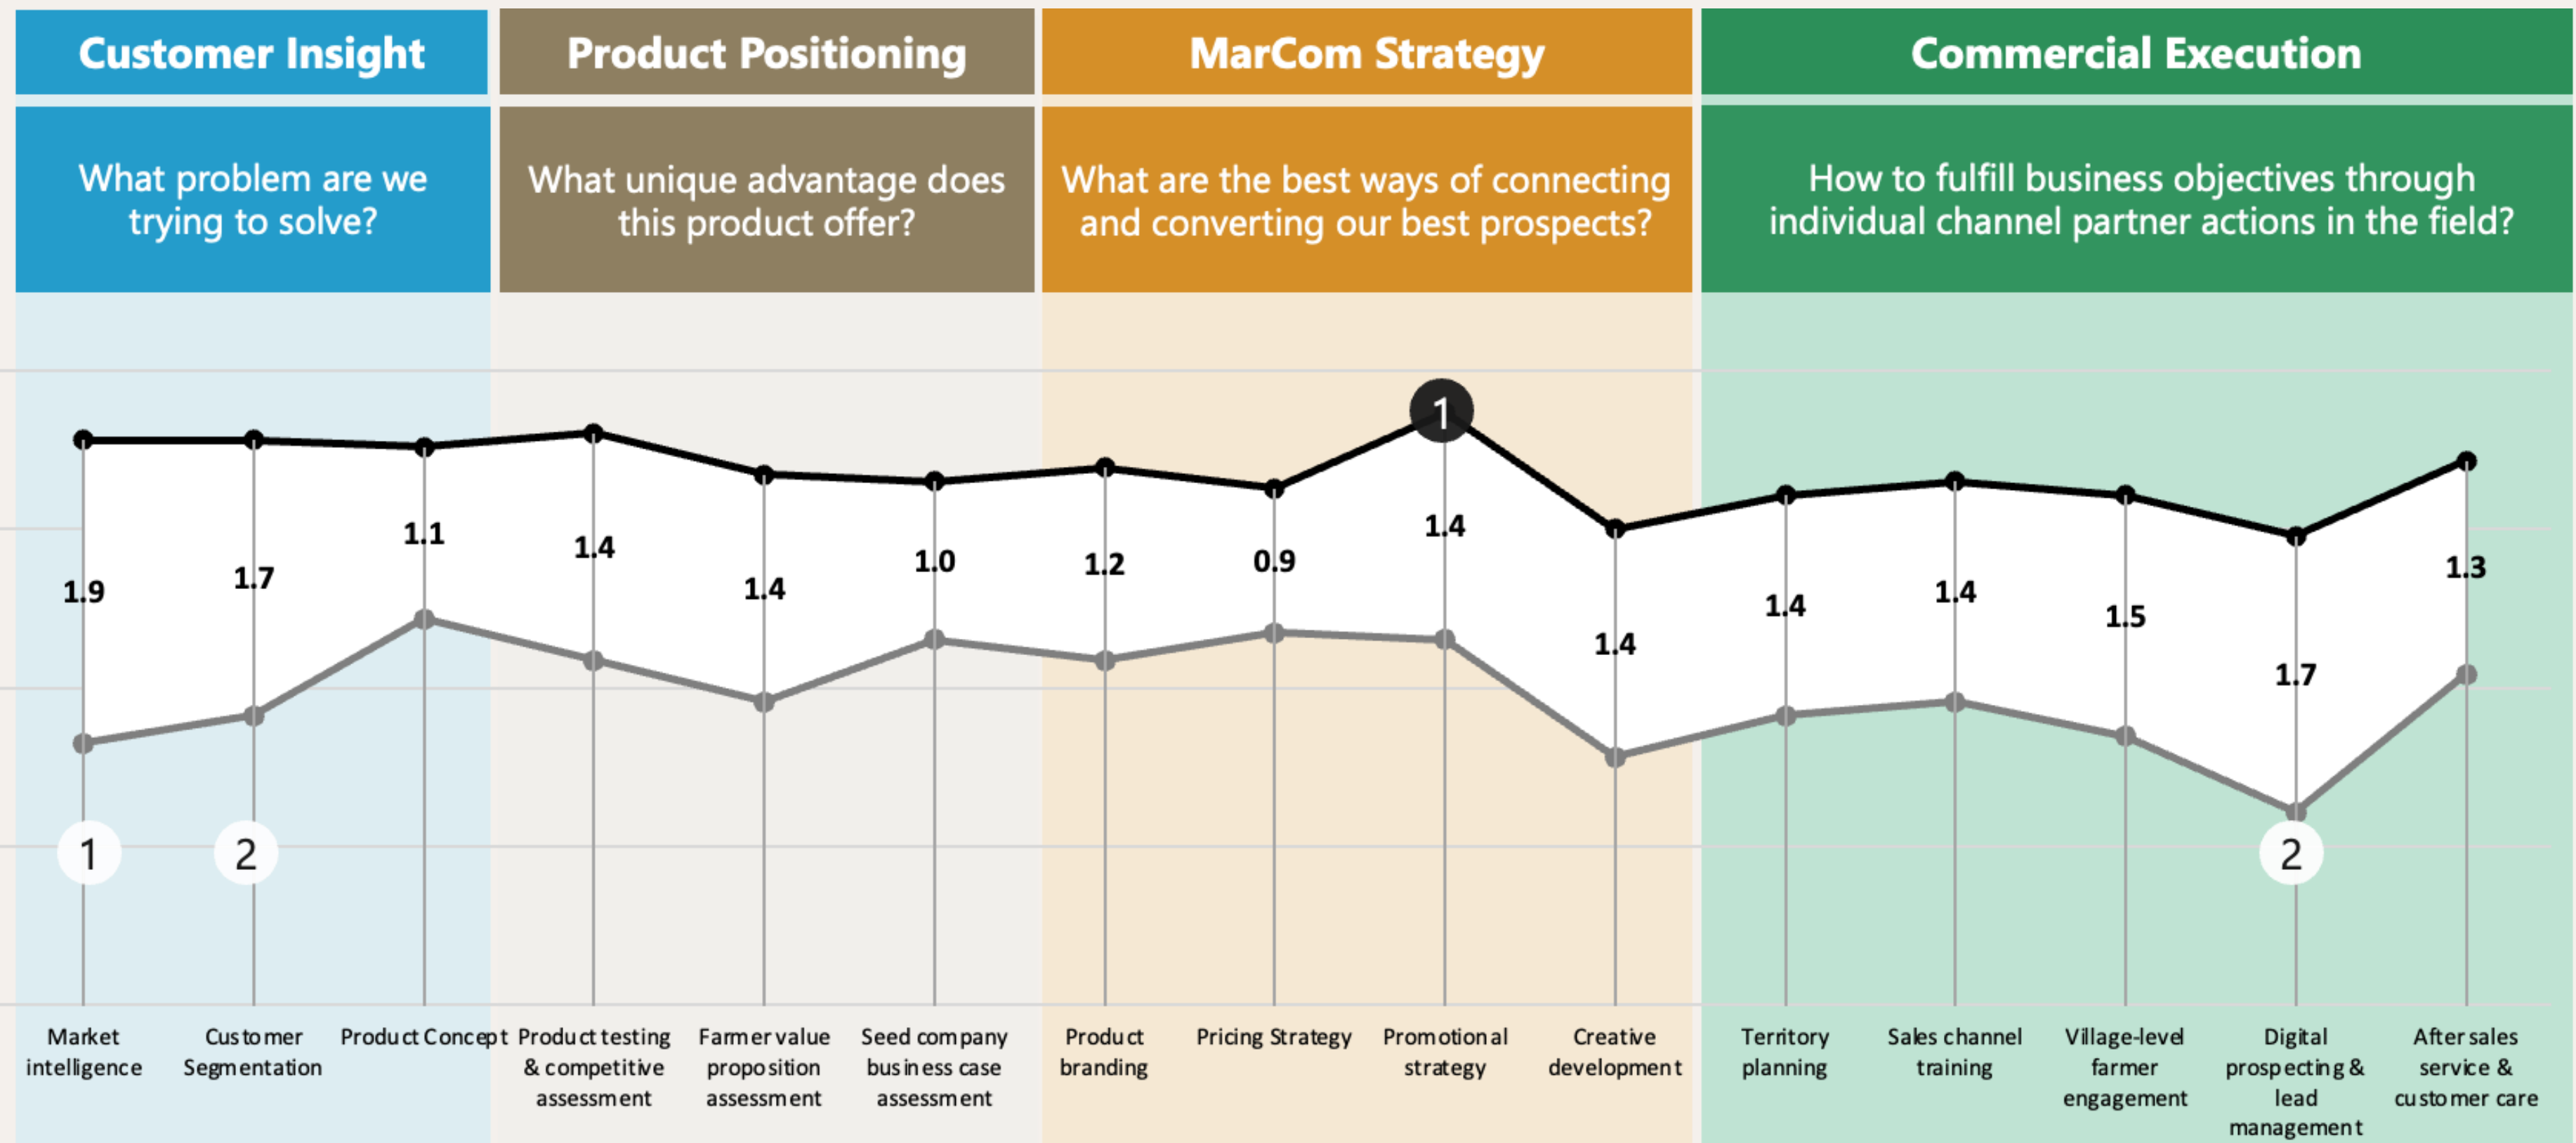 Customer Insight
Product Positioning
MarCom Strategy
Commercial Execution
What problem are we
trying to solve?
What unique advantage does
this product offer?
What are the best ways of connecting
and converting our best prospects?
How to fulfill business objectives through
individual channel partner actions in the field?
1
1.9
1.7
1.1
1.4
1.4
1.0
1.2
0.9
1.4
1.4
1.4
1.4
1.5
1.7
1.3
1
2
2
Market
intelligence
Customer
Segmentation
Product Concept
Product testing
& competitive
assessment
Farmer value
proposition
assessment
Seed company
business case
assessment
Product
branding
Pricing Strategy
Promotional
strategy
Creative
development
Territory
planning
Sales channel
training
Village-level
farmer
engagement
Digital
prospecting &
lead
management
After sales
service &
customer care